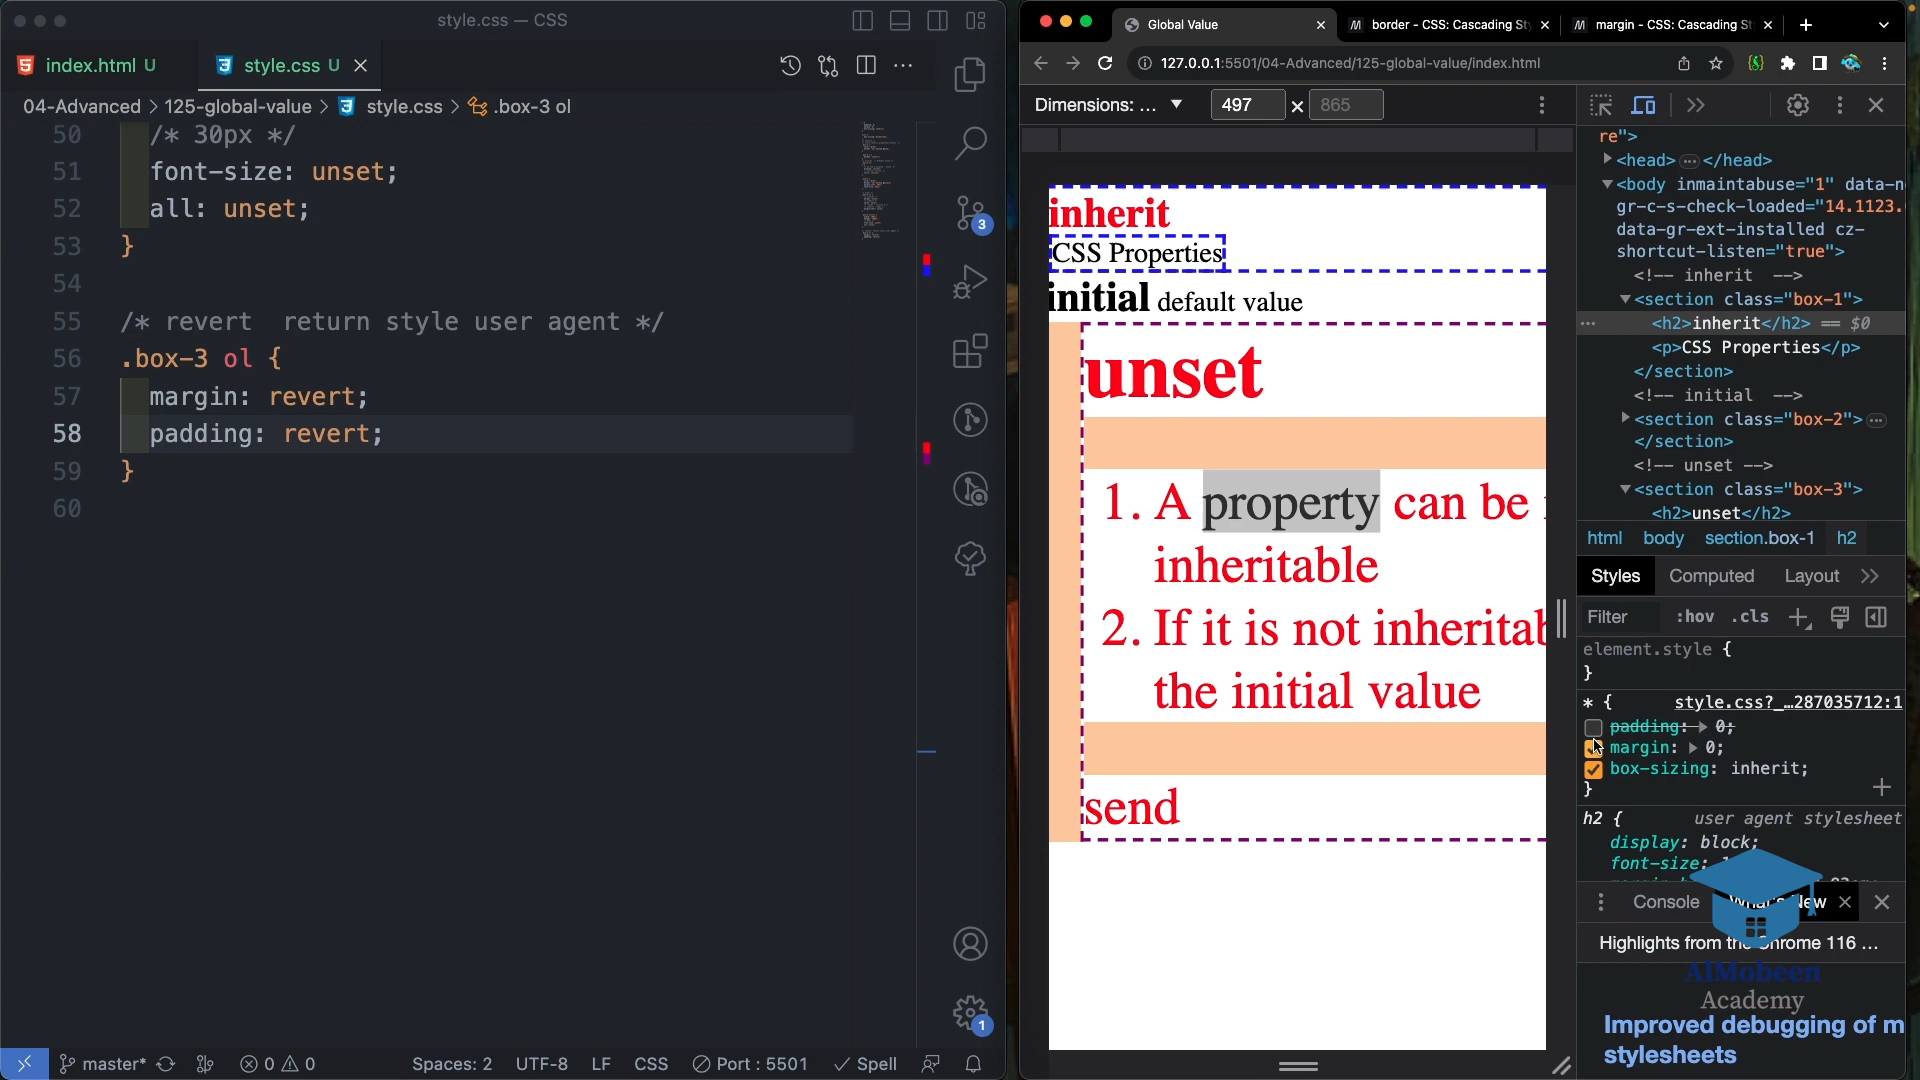 style.css — CSS
index.html U
style.css U
04-Advanced > 125-global-value > style.css > .box-3 ol
50 /* 30px */
51 font-size: unset;
52 all: unset;
53 }
54
55 /* revert  return style user agent */
56 .box-3 ol {
57 margin: revert;
58 padding: revert;
59 }
60
3
1
master*
0 0
Spaces: 2
UTF-8
LF
CSS
Port : 5501
Spell
Global Value
border - CSS: Cascading St
margin - CSS: Cascading St
127.0.0.1:5501/04-Advanced/125-global-value/index.html
Dimensions: ...
497 × 865
inherit
CSS Properties
initial default value
unset
1. A property can be
inheritable
2. If it is not inheritab
the initial value
send
re">
<head> … </head>
<body inmaintabuse="1" data-n
gr-c-s-check-loaded="14.1123.
data-gr-ext-installed cz-
shortcut-listen="true">
<!-- inherit  -->
<section class="box-1">
<h2>inherit</h2> == $0
<p>CSS Properties</p>
</section>
<!-- initial  -->
<section class="box-2"> …
</section>
<!-- unset -->
<section class="box-3">
<h2>unset</h2>
html body section.box-1 h2
Styles Computed Layout
Filter :hov .cls
element.style {
}
* { style.css?_…287035712:1
padding: 0;
margin: 0;
box-sizing: inherit;
}
h2 { user agent stylesheet
display: block;
font-size:
Console What's New
Highlights from the Chrome 116 ...
AlMobeen
Academy
Improved debugging of m
stylesheets